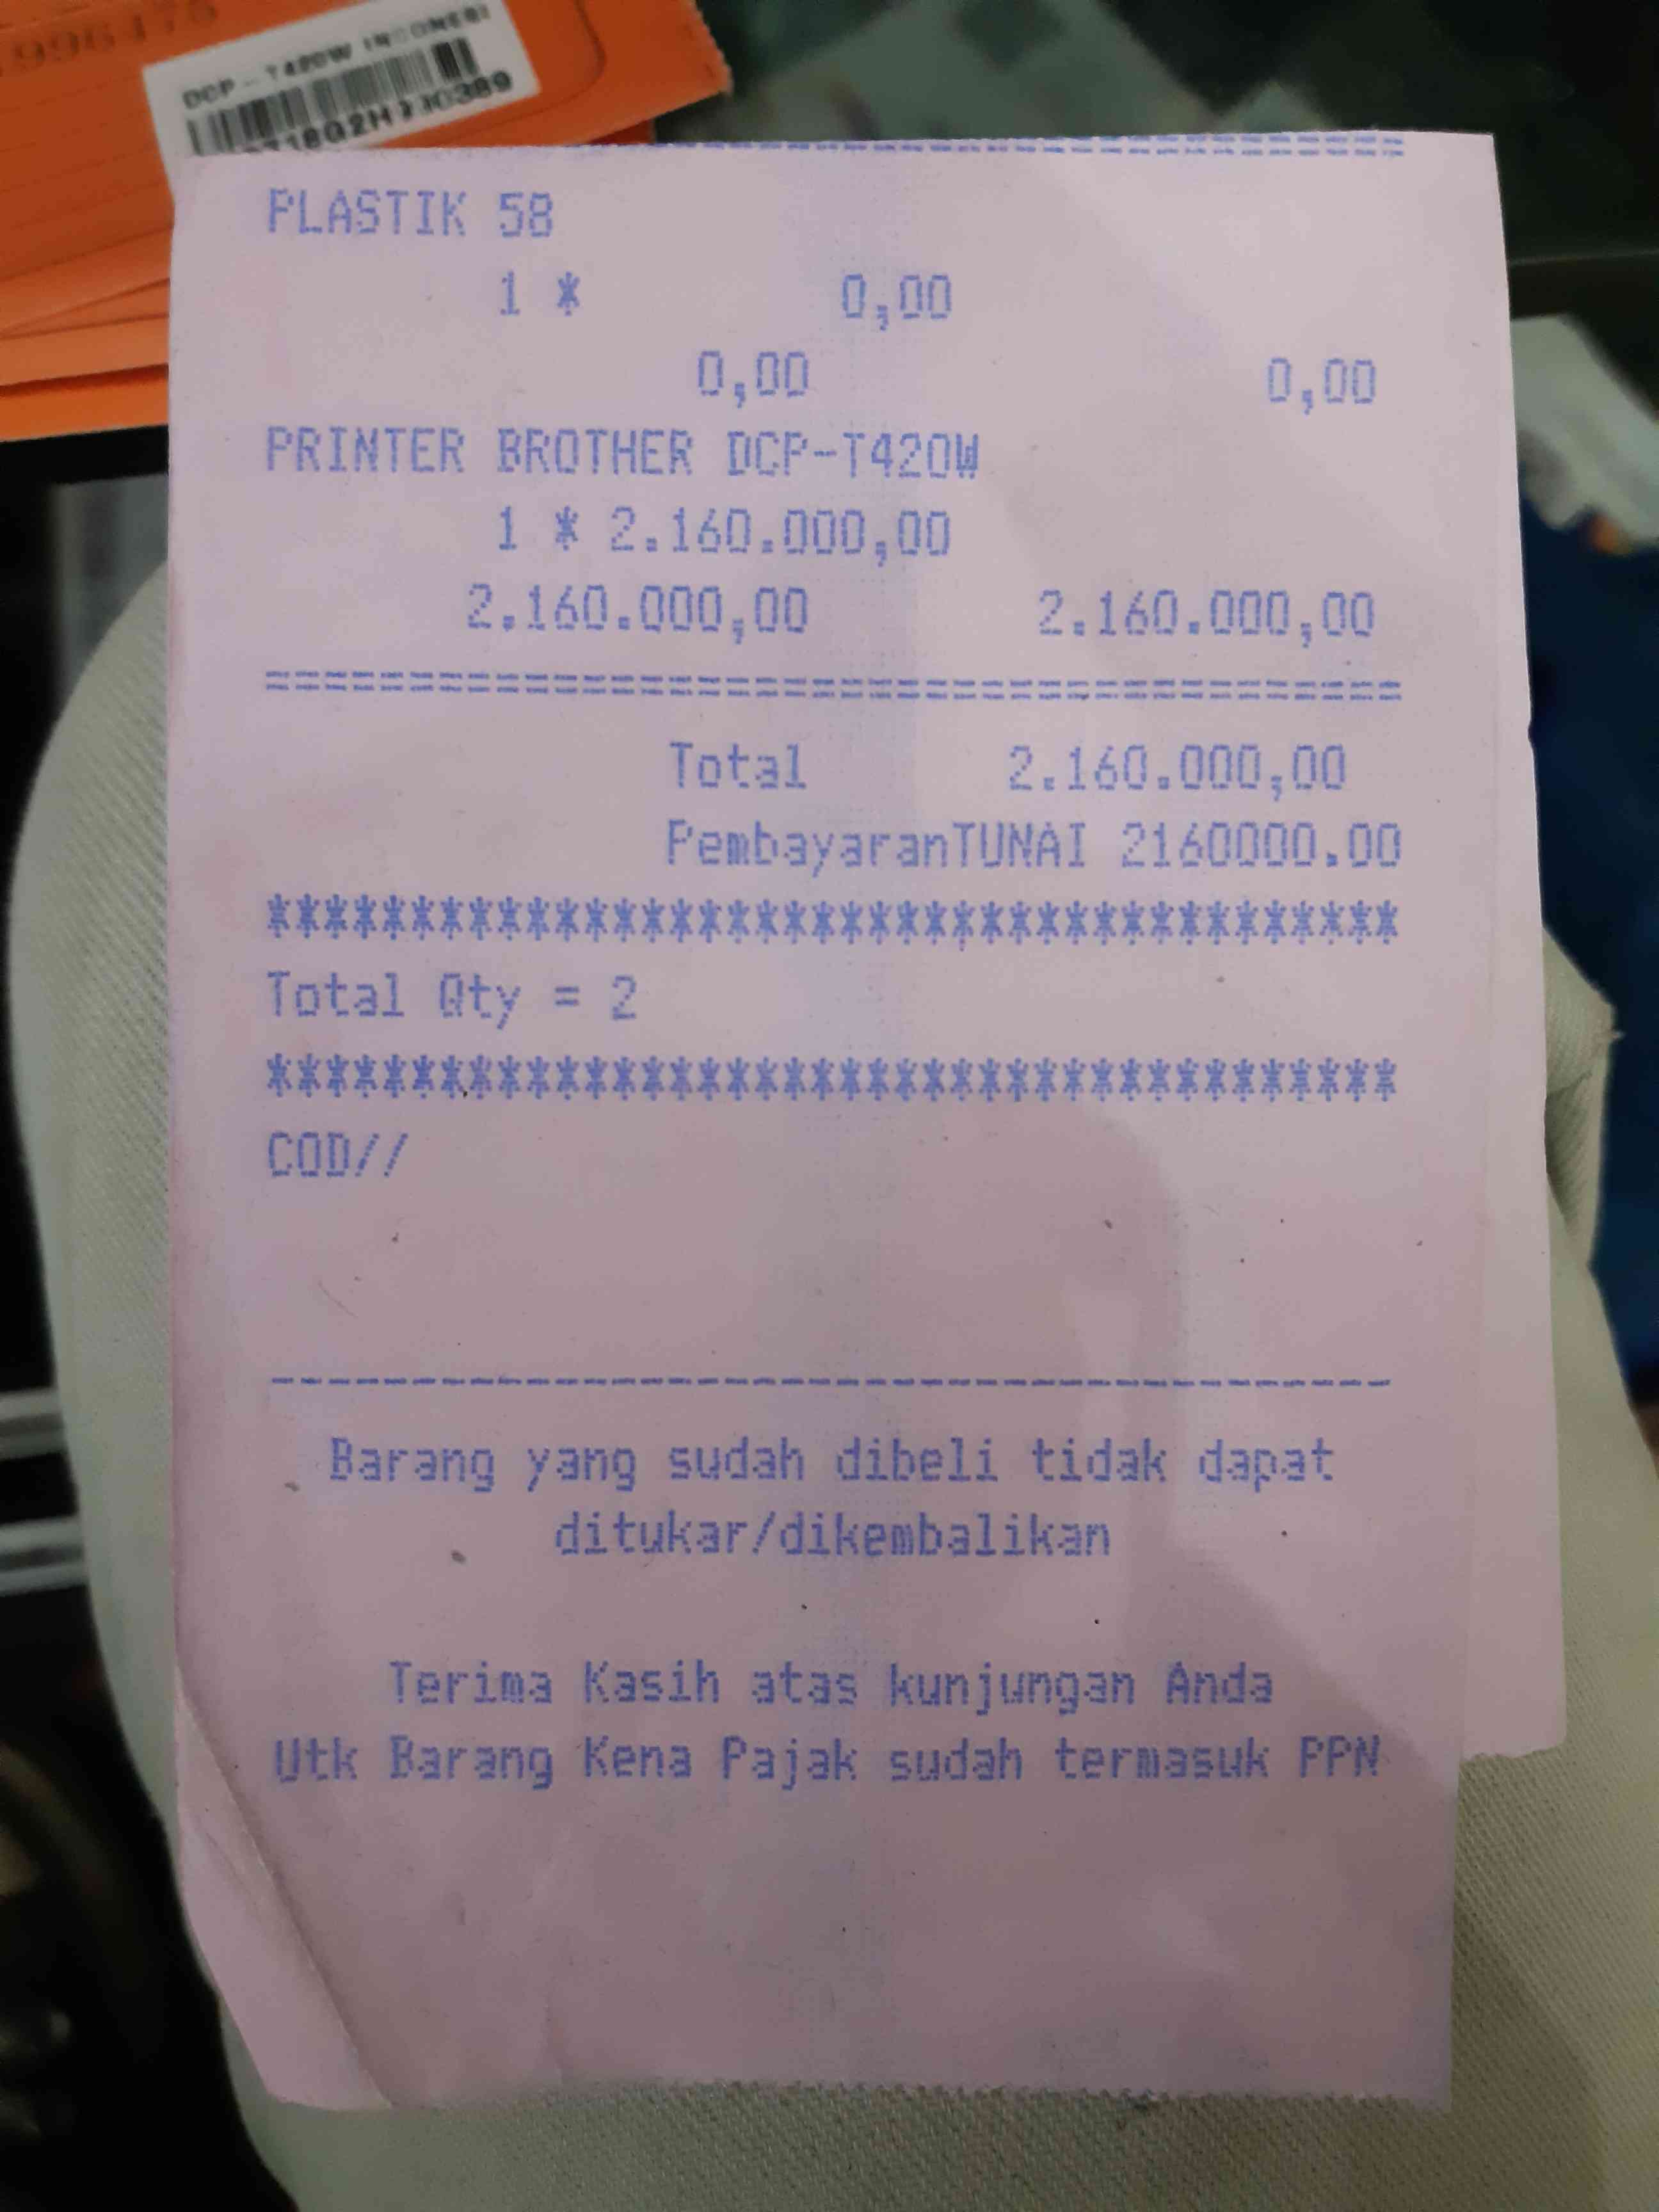 DCP-T420W
PLASTIK 58
1 * 0,00
0,00 0,00
PRINTER BROTHER DCP-T420W
1 * 2.160.000,00
2.160.000,00 2.160.000,00
========================================
Total 2.160.000,00
PembayaranTUNAI 2160000.00
****************************************
Total Qty = 2
****************************************
COD//
----------------------------------------
Barang yang sudah dibeli tidak dapat
ditukar/dikembalikan
Terima Kasih atas kunjungan Anda
Utk Barang Kena Pajak sudah termasuk PPN